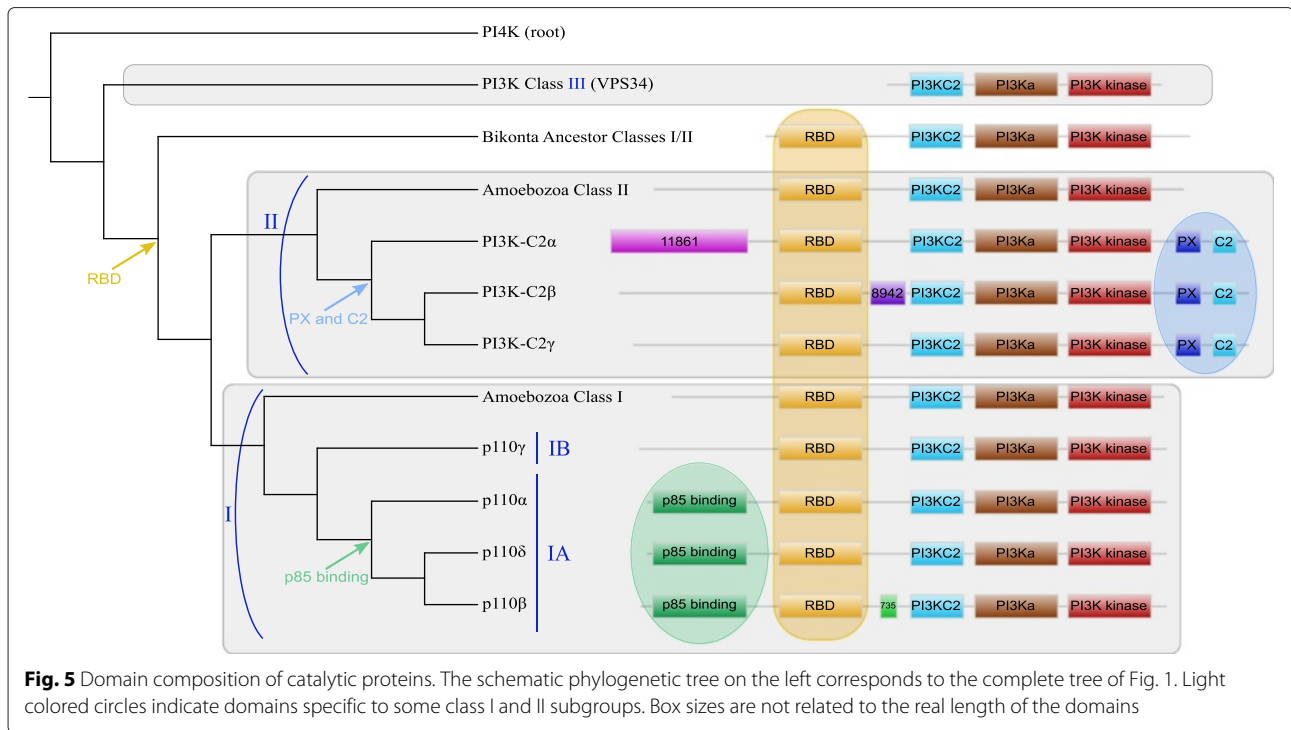 PI4K (root)
PI3K Class III (VPS34) PI3KC2 PI3Ka PI3K kinase
Bikonta Ancestor Classes I/II RBD PI3KC2 PI3Ka PI3K kinase
Amoebozoa Class II RBD PI3KC2 PI3Ka PI3K kinase
II
PI3K-C2α 11861 RBD PI3KC2 PI3Ka PI3K kinase PX C2
RBD
PI3K-C2β RBD 8942 PI3KC2 PI3Ka PI3K kinase PX C2
PX and C2
PI3K-C2γ RBD PI3KC2 PI3Ka PI3K kinase PX C2
Amoebozoa Class I RBD PI3KC2 PI3Ka PI3K kinase
p110γ IB RBD PI3KC2 PI3Ka PI3K kinase
p110α p85 binding RBD PI3KC2 PI3Ka PI3K kinase
I
p110δ IA p85 binding RBD PI3KC2 PI3Ka PI3K kinase
p85 binding
p110β p85 binding RBD 735 PI3KC2 PI3Ka PI3K kinase
Fig. 5 Domain composition of catalytic proteins. The schematic phylogenetic tree on the left corresponds to the complete tree of Fig. 1. Light
colored circles indicate domains specific to some class I and II subgroups. Box sizes are not related to the real length of the domains